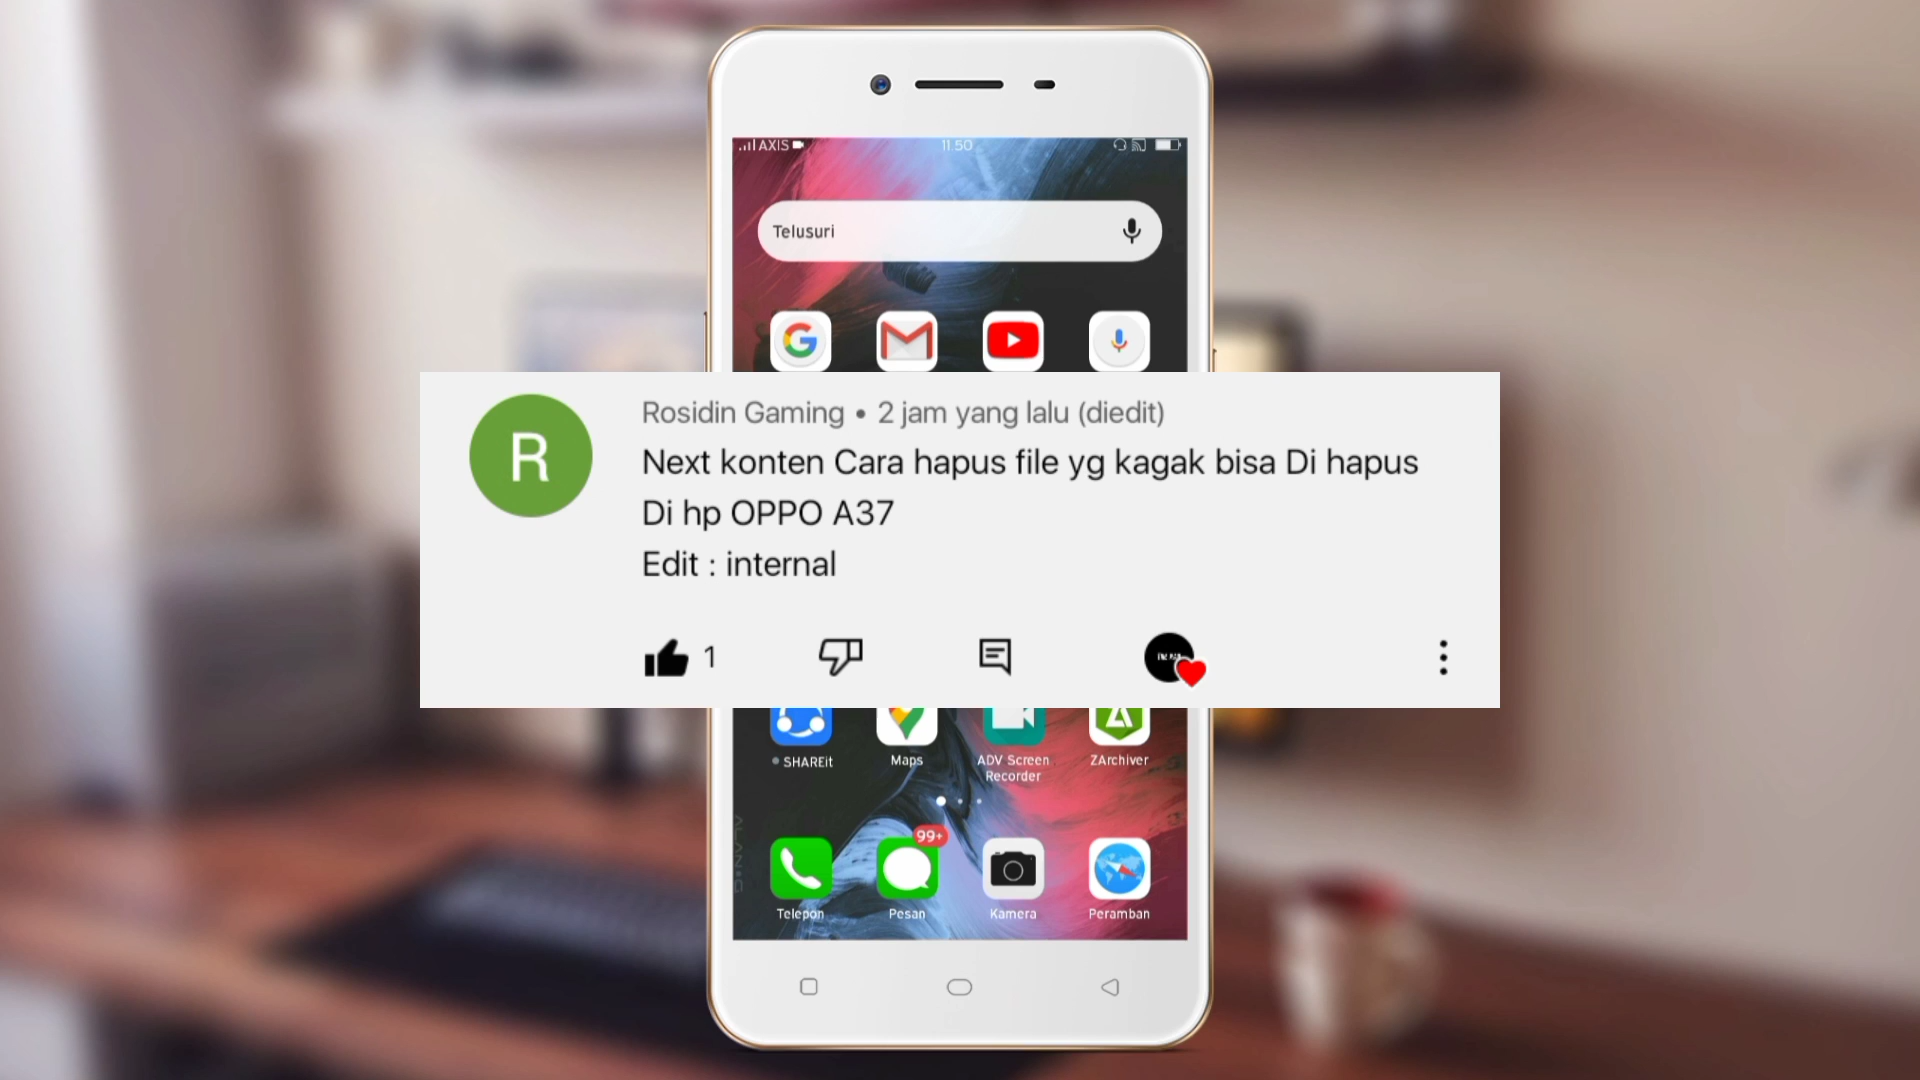 AXIS
11.50
Telusuri
Rosidin Gaming • 2 jam yang lalu (diedit)
Next konten Cara hapus file yg kagak bisa Di hapus
Di hp OPPO A37
Edit : internal
R
1
SHAREit
Maps
ADV Screen
Recorder
ZArchiver
99+
Telepon
Pesan
Kamera
Peramban